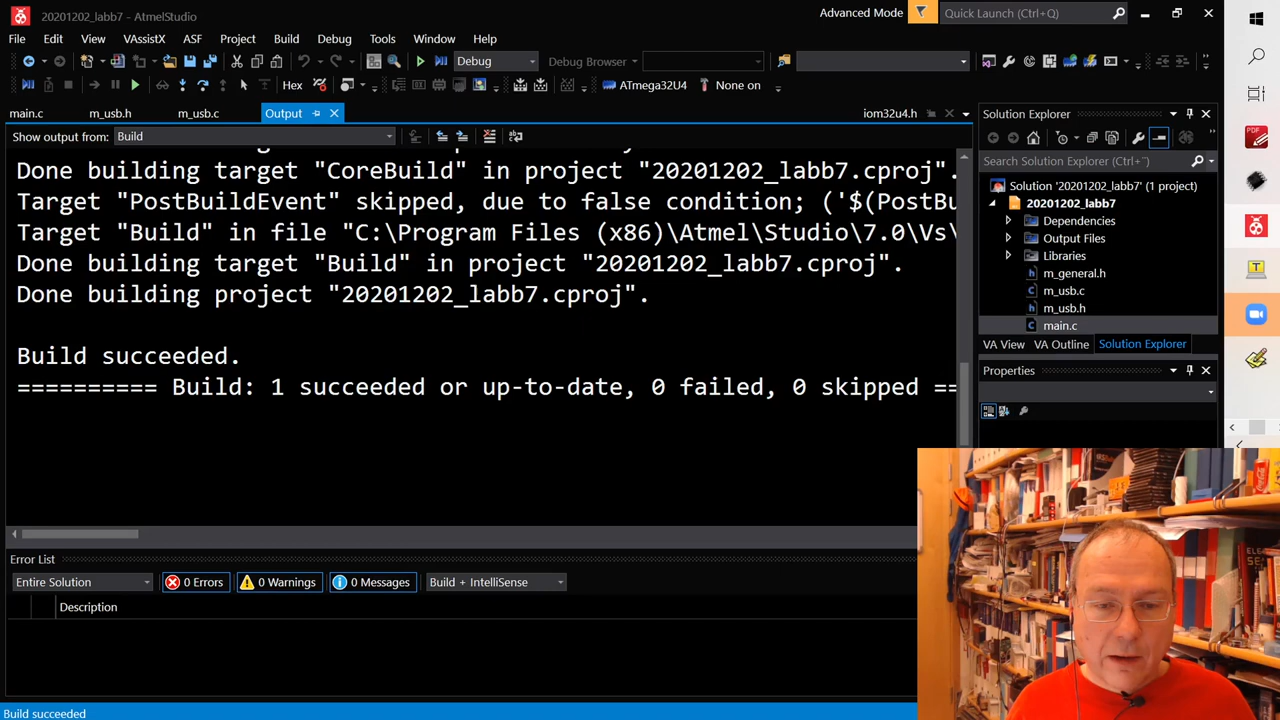 20201202_labb7 - AtmelStudio
Advanced Mode
Quick Launch (Ctrl+Q)
File Edit View VAssistX ASF Project Build Debug Tools Window Help
Debug
Debug Browser
Hex
ATmega32U4
None on
main.c
m_usb.h
m_usb.c
Output
iom32u4.h
Show output from: Build
Done building target "CoreBuild" in project "20201202_labb7.cproj".
Target "PostBuildEvent" skipped, due to false condition; ('$(PostBu
Target "Build" in file "C:\Program Files (x86)\Atmel\Studio\7.0\Vs\
Done building target "Build" in project "20201202_labb7.cproj".
Done building project "20201202_labb7.cproj".
Build succeeded.
========== Build: 1 succeeded or up-to-date, 0 failed, 0 skipped ==
Solution Explorer
Search Solution Explorer (Ctrl+¨)
Solution '20201202_labb7' (1 project)
20201202_labb7
Dependencies
Output Files
Libraries
m_general.h
m_usb.c
m_usb.h
main.c
VA View VA Outline Solution Explorer
Properties
Error List
Entire Solution
0 Errors
0 Warnings
0 Messages
Build + IntelliSense
Description
Build succeeded
PDF